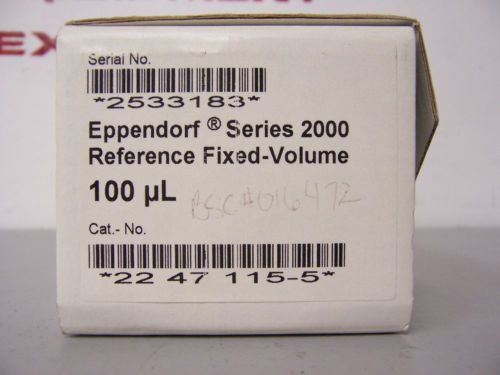 Serial No.
*2533183*
Eppendorf ® Series 2000
Reference Fixed-Volume
100 µL BSC#016472
Cat.- No.
*22 47 115-5*